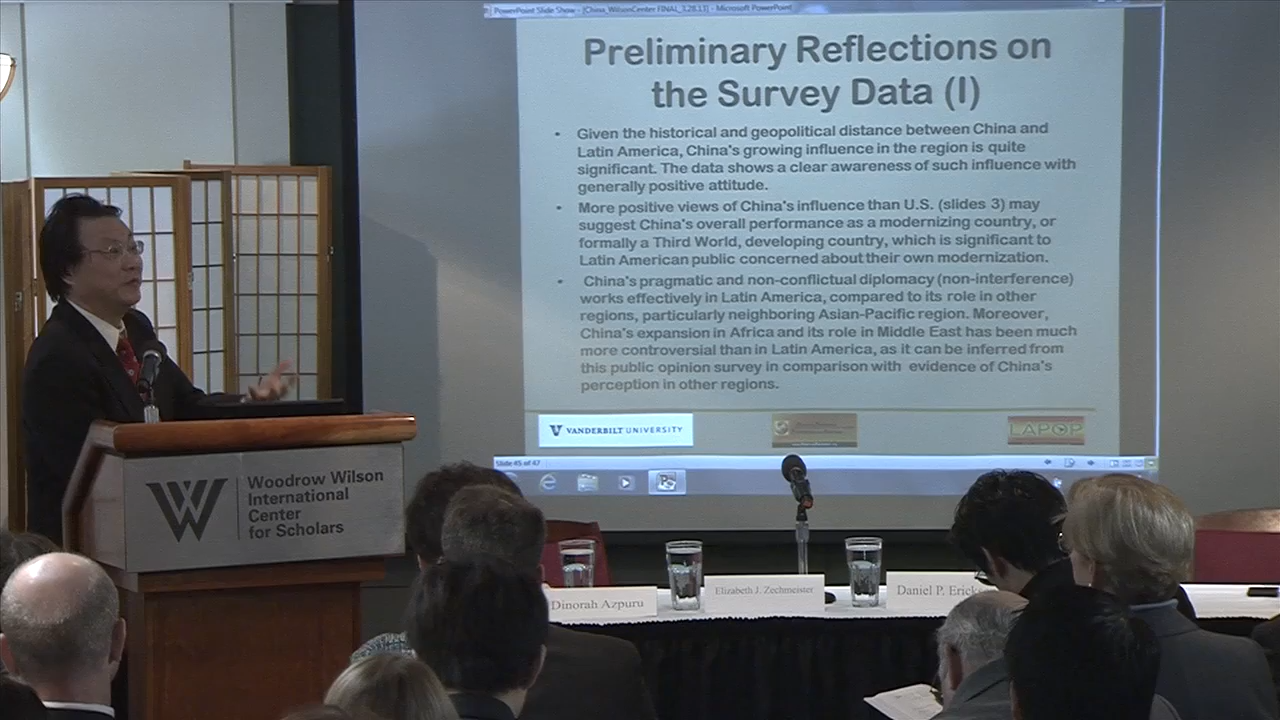 PowerPoint Slide Show - [China_WilsonCenter FINAL_3.28.13] - Microsoft PowerPoint
Preliminary Reflections on
the Survey Data (I)
• Given the historical and geopolitical distance between China and
Latin America, China's growing influence in the region is quite
significant. The data shows a clear awareness of such influence with
generally positive attitude.
• More positive views of China's influence than U.S. (slides 3) may
suggest China's overall performance as a modernizing country, or
formally a Third World, developing country, which is significant to
Latin American public concerned about their own modernization.
• China's pragmatic and non-conflictual diplomacy (non-interference)
works effectively in Latin America, compared to its role in other
regions, particularly neighboring Asian-Pacific region. Moreover,
China's expansion in Africa and its role in Middle East has been much
more controversial than in Latin America, as it can be inferred from
this public opinion survey in comparison with evidence of China's
perception in other regions.
VANDERBILT UNIVERSITY
LAPOP
Slide 45 of 47
Woodrow Wilson
International
Center
for Scholars
Dinorah Azpuru
Elizabeth J. Zechmeister
Daniel P. Erick